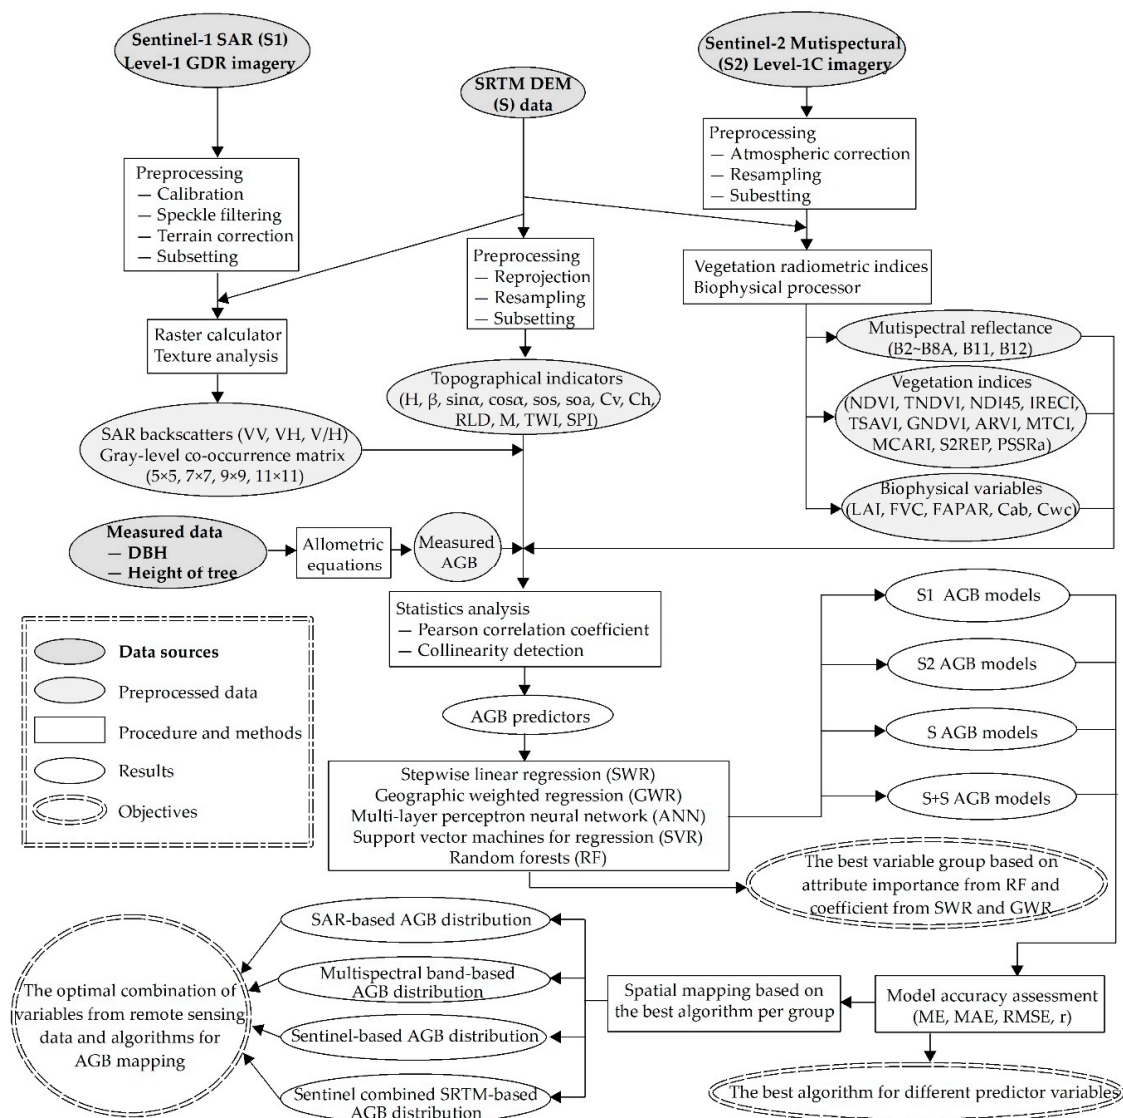 Sentinel-1 SAR (S1)
Level-1 GDR imagery
SRTM DEM
(S) data
Sentinel-2 Mutispectural
(S2) Level-1C imagery
Preprocessing
— Calibration
— Speckle filtering
— Terrain correction
— Subsetting
Preprocessing
— Atmospheric correction
— Resampling
— Subestting
Preprocessing
— Reprojection
— Resampling
— Subsetting
Vegetation radiometric indices
Biophysical processor
Raster calculator
Texture analysis
Mutispectral reflectance
(B2~B8A, B11, B12)
Topographical indicators
(H, β, sinα, cosα, sos, soa, Cv, Ch,
RLD, M, TWI, SPI)
Vegetation indices
(NDVI, TNDVI, NDI45, IRECI,
TSAVI, GNDVI, ARVI, MTCI,
MCARI, S2REP, PSSRa)
SAR backscatters (VV, VH, V/H)
Gray-level co-occurrence matrix
(5×5, 7×7, 9×9, 11×11)
Biophysical variables
(LAI, FVC, FAPAR, Cab, Cwc)
Measured data
— DBH
— Height of tree
Allometric
equations
Measured
AGB
Statistics analysis
— Pearson correlation coefficient
— Collinearity detection
S1 AGB models
S2 AGB models
S AGB models
S+S AGB models
Data sources
Preprocessed data
Procedure and methods
Results
Objectives
AGB predictors
Stepwise linear regression (SWR)
Geographic weighted regression (GWR)
Multi-layer perceptron neural network (ANN)
Support vector machines for regression (SVR)
Random forests (RF)
The best variable group based on
attribute importance from RF and
coefficient from SWR and GWR
SAR-based AGB distribution
Multispectral band-based
AGB distribution
Sentinel-based AGB distribution
Sentinel combined SRTM-based
AGB distribution
The optimal combination of
variables from remote sensing
data and algorithms for
AGB mapping
Spatial mapping based on
the best algorithm per group
Model accuracy assessment
(ME, MAE, RMSE, r)
The best algorithm for different predictor variables